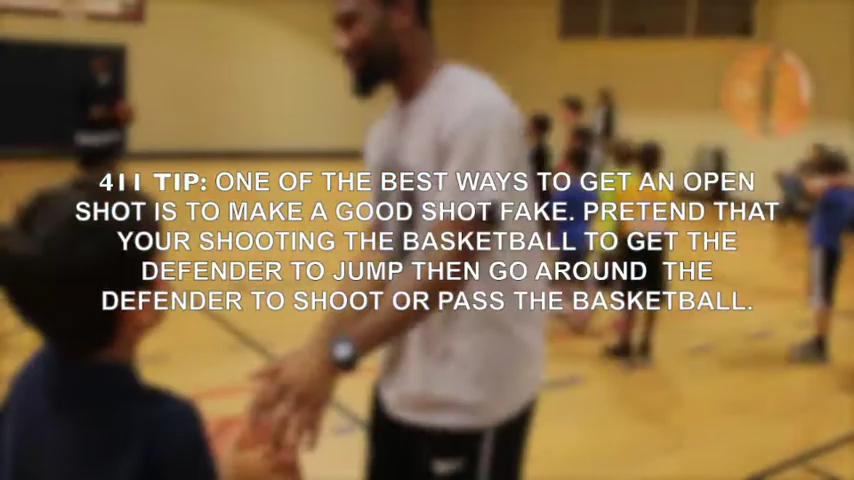 411 TIP: ONE OF THE BEST WAYS TO GET AN OPEN
SHOT IS TO MAKE A GOOD SHOT FAKE. PRETEND THAT
YOUR SHOOTING THE BASKETBALL TO GET THE
DEFENDER TO JUMP THEN GO AROUND THE
DEFENDER TO SHOOT OR PASS THE BASKETBALL.